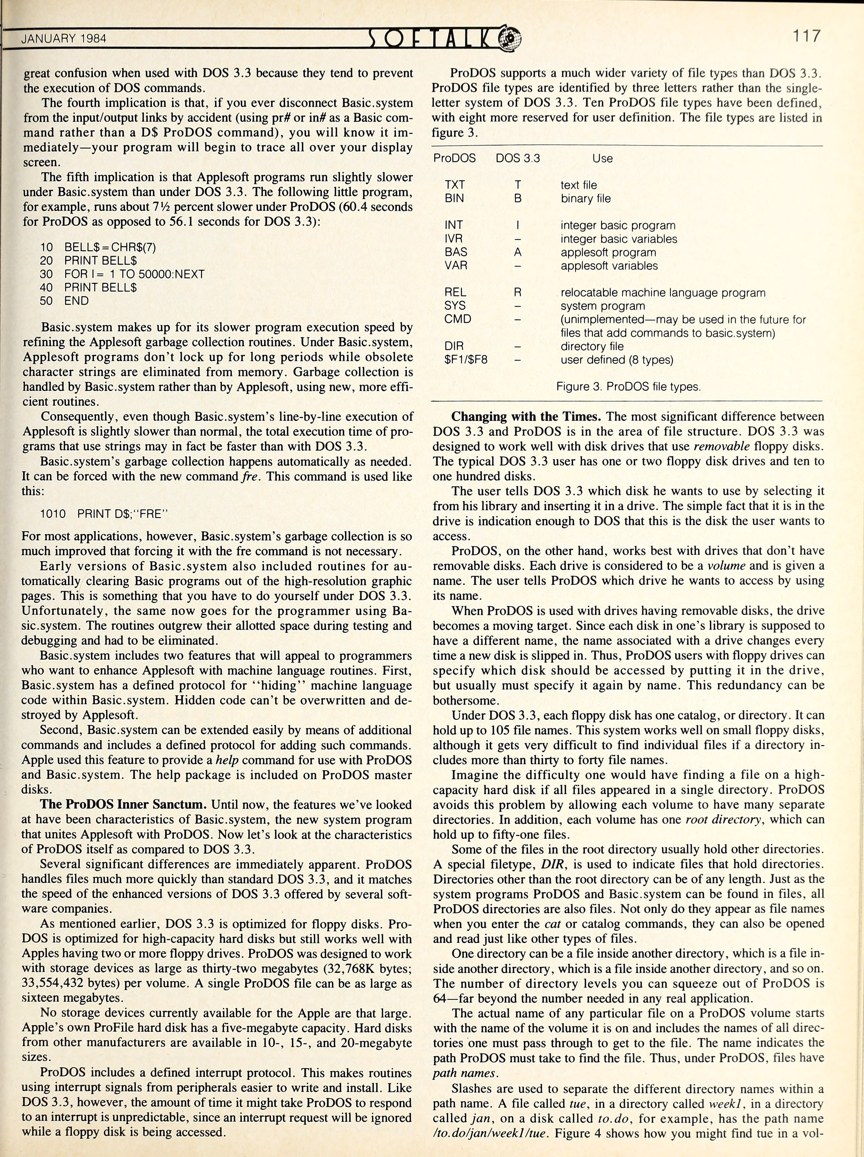 JANUARY 1984
SOFTALK
117
great confusion when used with DOS 3.3 because they tend to prevent
the execution of DOS commands.
The fourth implication is that, if you ever disconnect Basic.system
from the input/output links by accident (using pr# or in# as a Basic com-
mand rather than a D$ ProDOS command), you will know it im-
mediately—your program will begin to trace all over your display
screen.
The fifth implication is that Applesoft programs run slightly slower
under Basic.system than under DOS 3.3. The following little program,
for example, runs about 7½ percent slower under ProDOS (60.4 seconds
for ProDOS as opposed to 56.1 seconds for DOS 3.3):
10 BELL$=CHR$(7)
20 PRINT BELL$
30 FOR I= 1 TO 50000:NEXT
40 PRINT BELL$
50 END
Basic.system makes up for its slower program execution speed by
refining the Applesoft garbage collection routines. Under Basic.system,
Applesoft programs don't lock up for long periods while obsolete
character strings are eliminated from memory. Garbage collection is
handled by Basic.system rather than by Applesoft, using new, more effi-
cient routines.
Consequently, even though Basic.system's line-by-line execution of
Applesoft is slightly slower than normal, the total execution time of pro-
grams that use strings may in fact be faster than with DOS 3.3.
Basic.system's garbage collection happens automatically as needed.
It can be forced with the new command fre. This command is used like
this:
1010 PRINT D$;"FRE"
For most applications, however, Basic.system's garbage collection is so
much improved that forcing it with the fre command is not necessary.
Early versions of Basic.system also included routines for au-
tomatically clearing Basic programs out of the high-resolution graphic
pages. This is something that you have to do yourself under DOS 3.3.
Unfortunately, the same now goes for the programmer using Ba-
sic.system. The routines outgrew their allotted space during testing and
debugging and had to be eliminated.
Basic.system includes two features that will appeal to programmers
who want to enhance Applesoft with machine language routines. First,
Basic.system has a defined protocol for "hiding" machine language
code within Basic.system. Hidden code can't be overwritten and de-
stroyed by Applesoft.
Second, Basic.system can be extended easily by means of additional
commands and includes a defined protocol for adding such commands.
Apple used this feature to provide a help command for use with ProDOS
and Basic.system. The help package is included on ProDOS master
disks.
The ProDOS Inner Sanctum. Until now, the features we've looked
at have been characteristics of Basic.system, the new system program
that unites Applesoft with ProDOS. Now let's look at the characteristics
of ProDOS itself as compared to DOS 3.3.
Several significant differences are immediately apparent. ProDOS
handles files much more quickly than standard DOS 3.3, and it matches
the speed of the enhanced versions of DOS 3.3 offered by several soft-
ware companies.
As mentioned earlier, DOS 3.3 is optimized for floppy disks. Pro-
DOS is optimized for high-capacity hard disks but still works well with
Apples having two or more floppy drives. ProDOS was designed to work
with storage devices as large as thirty-two megabytes (32,768K bytes;
33,554,432 bytes) per volume. A single ProDOS file can be as large as
sixteen megabytes.
No storage devices currently available for the Apple are that large.
Apple's own ProFile hard disk has a five-megabyte capacity. Hard disks
from other manufacturers are available in 10-, 15-, and 20-megabyte
sizes.
ProDOS includes a defined interrupt protocol. This makes routines
using interrupt signals from peripherals easier to write and install. Like
DOS 3.3, however, the amount of time it might take ProDOS to respond
to an interrupt is unpredictable, since an interrupt request will be ignored
while a floppy disk is being accessed.
ProDOS supports a much wider variety of file types than DOS 3.3.
ProDOS file types are identified by three letters rather than the single-
letter system of DOS 3.3. Ten ProDOS file types have been defined,
with eight more reserved for user definition. The file types are listed in
figure 3.
ProDOS DOS 3.3 Use
TXT T text file
BIN B binary file
INT I integer basic program
IVR – integer basic variables
BAS A applesoft program
VAR – applesoft variables
REL R relocatable machine language program
SYS – system program
CMD – (unimplemented—may be used in the future for
files that add commands to basic.system)
DIR – directory file
$F1/$F8 – user defined (8 types)
Figure 3. ProDOS file types.
Changing with the Times. The most significant difference between
DOS 3.3 and ProDOS is in the area of file structure. DOS 3.3 was
designed to work well with disk drives that use removable floppy disks.
The typical DOS 3.3 user has one or two floppy disk drives and ten to
one hundred disks.
The user tells DOS 3.3 which disk he wants to use by selecting it
from his library and inserting it in a drive. The simple fact that it is in the
drive is indication enough to DOS that this is the disk the user wants to
access.
ProDOS, on the other hand, works best with drives that don't have
removable disks. Each drive is considered to be a volume and is given a
name. The user tells ProDOS which drive he wants to access by using
its name.
When ProDOS is used with drives having removable disks, the drive
becomes a moving target. Since each disk in one's library is supposed to
have a different name, the name associated with a drive changes every
time a new disk is slipped in. Thus, ProDOS users with floppy drives can
specify which disk should be accessed by putting it in the drive,
but usually must specify it again by name. This redundancy can be
bothersome.
Under DOS 3.3, each floppy disk has one catalog, or directory. It can
hold up to 105 file names. This system works well on small floppy disks,
although it gets very difficult to find individual files if a directory in-
cludes more than thirty to forty file names.
Imagine the difficulty one would have finding a file on a high-
capacity hard disk if all files appeared in a single directory. ProDOS
avoids this problem by allowing each volume to have many separate
directories. In addition, each volume has one root directory, which can
hold up to fifty-one files.
Some of the files in the root directory usually hold other directories.
A special filetype, DIR, is used to indicate files that hold directories.
Directories other than the root directory can be of any length. Just as the
system programs ProDOS and Basic.system can be found in files, all
ProDOS directories are also files. Not only do they appear as file names
when you enter the cat or catalog commands, they can also be opened
and read just like other types of files.
One directory can be a file inside another directory, which is a file in-
side another directory, which is a file inside another directory, and so on.
The number of directory levels you can squeeze out of ProDOS is
64—far beyond the number needed in any real application.
The actual name of any particular file on a ProDOS volume starts
with the name of the volume it is on and includes the names of all direc-
tories one must pass through to get to the file. The name indicates the
path ProDOS must take to find the file. Thus, under ProDOS, files have
path names.
Slashes are used to separate the different directory names within a
path name. A file called tue, in a directory called week1, in a directory
called jan, on a disk called to.do, for example, has the path name
/to.do/jan/week1/tue. Figure 4 shows how you might find tue in a vol-